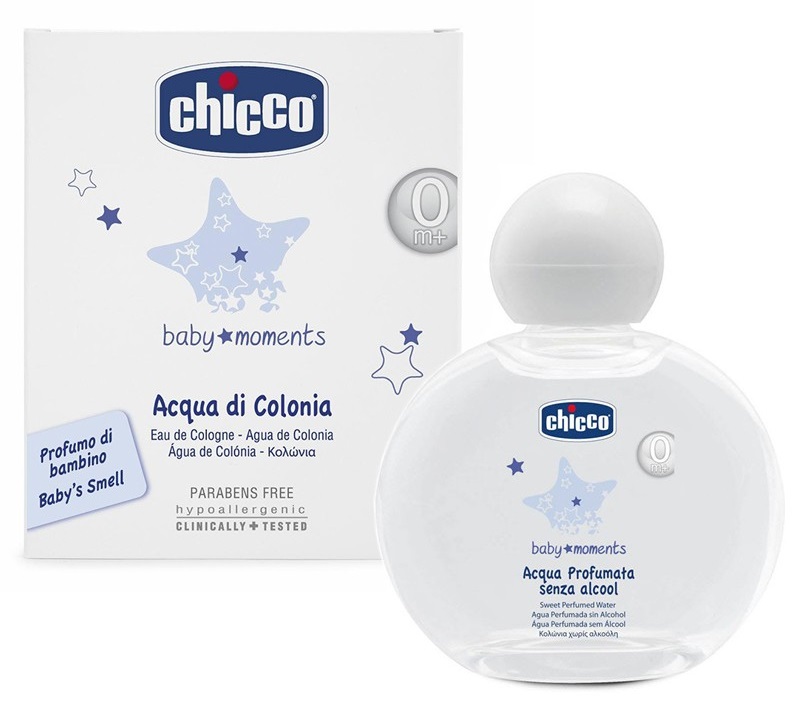 chicco®
0
m+
baby★moments
Acqua di Colonia
Eau de Cologne - Agua de Colonia
Água de Colónia - Κολώνια
Profumo di
bambino
Baby's Smell
PARABENS FREE
hypoallergenic
CLINICALLY + TESTED
chicco
0
m+
baby★moments
Acqua Profumata
senza alcool
Sweet Perfumed Water
Agua Perfumada sin Alcohol
Água Perfumada sem Álcool
Κολώνια χωρίς αλκοόλη